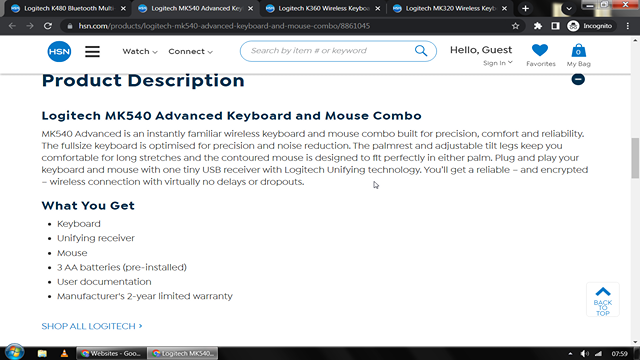 Logitech K480 Bluetooth Multi
Logitech MK540 Advanced Key
Logitech K360 Wireless Keyboa
Logitech MK320 Wireless Key
hsn.com/products/logitech-mk540-advanced-keyboard-and-mouse-combo/8861045
Incognito
HSN
Watch
Connect
Search by item # or keyword
Hello, Guest
Sign In
Favorites
0
My Bag
Product Description
Logitech MK540 Advanced Keyboard and Mouse Combo
MK540 Advanced is an instantly familiar wireless keyboard and mouse combo built for precision, comfort and reliability.
The fullsize keyboard is optimised for precision and noise reduction. The palmrest and adjustable tilt legs keep you
comfortable for long stretches and the contoured mouse is designed to fit perfectly in either palm. Plug and play your
keyboard and mouse with one tiny USB receiver with Logitech Unifying technology. You'll get a reliable – and encrypted
– wireless connection with virtually no delays or dropouts.
What You Get
• Keyboard
• Unifying receiver
• Mouse
• 3 AA batteries (pre-installed)
• User documentation
• Manufacturer's 2-year limited warranty
SHOP ALL LOGITECH >
BACK
TO
TOP
Websites - Goo...
Logitech MK540...
07:59